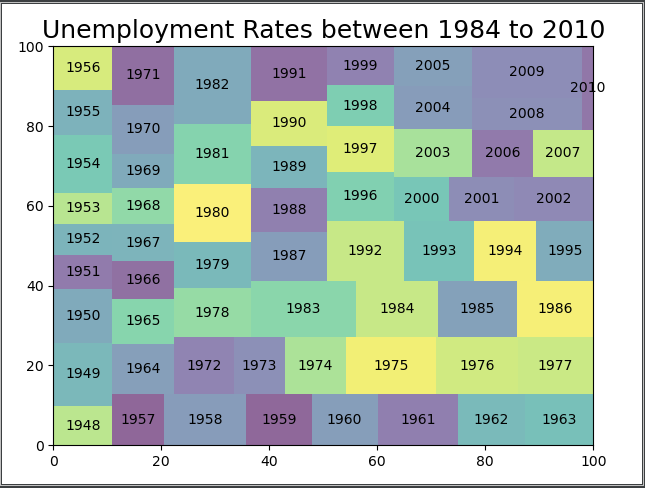 Unemployment Rates between 1984 to 2010
100
80
60
40
20
0
0 20 40 60 80 100
1956 1971 1982 1991 1999 2005 2009 2010
1955 1970 1990 1998 2004 2008
1954 1969 1981 1989 1997 2003 2006 2007
1953 1968 1980 1988 1996 2000 2001 2002
1952 1967 1979 1987 1992 1993 1994 1995
1951 1966
1950 1965 1978 1983 1984 1985 1986
1949 1964 1972 1973 1974 1975 1976 1977
1948 1957 1958 1959 1960 1961 1962 1963